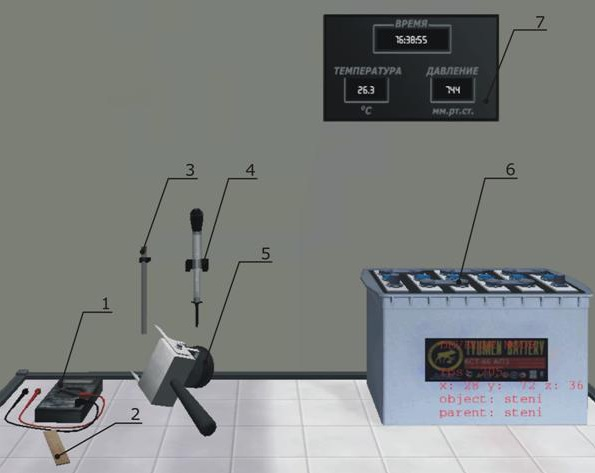 ВРЕМЯ
76:38:55
7
ТЕМПЕРАТУРА ДАВЛЕНИЕ
26.3 744
°C мм.рт.ст.
3 4 6
5
1
TYUMEN BATTERY
x: 28 y: 72 z: 36
object: steni
2
parent: steni